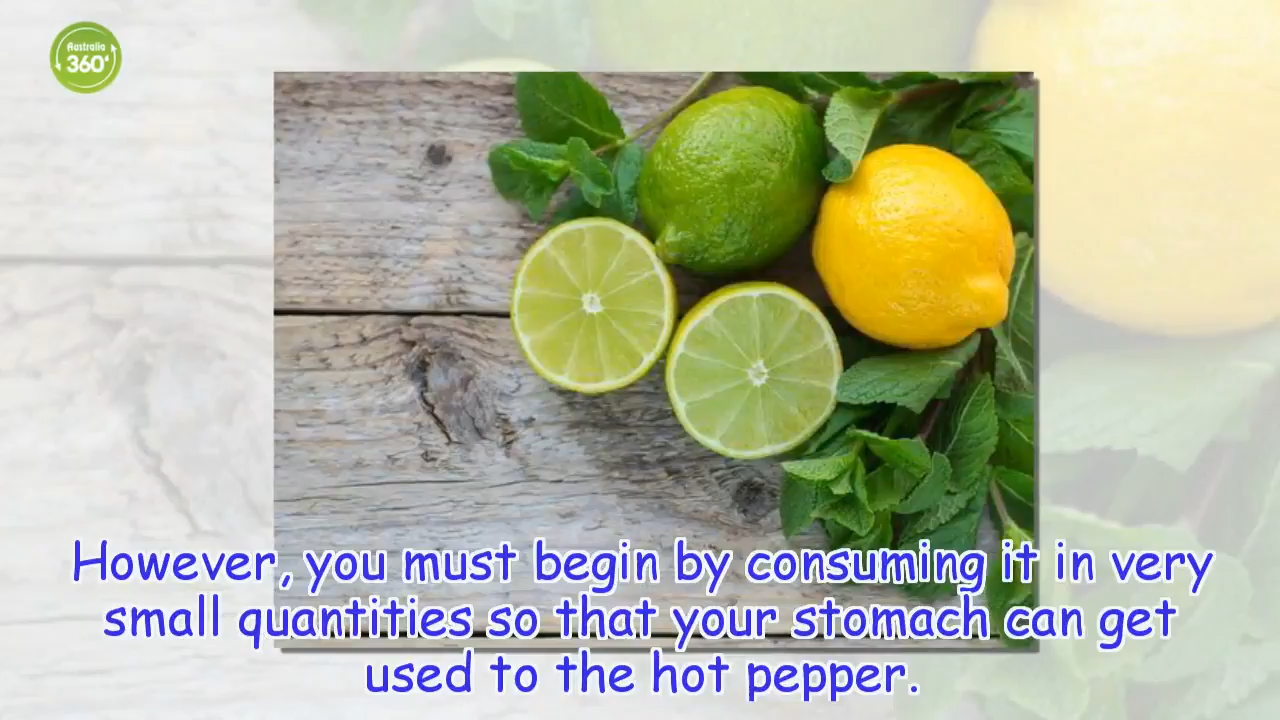 Australia
360°
However, you must begin by consuming it in very
small quantities so that your stomach can get
used to the hot pepper.